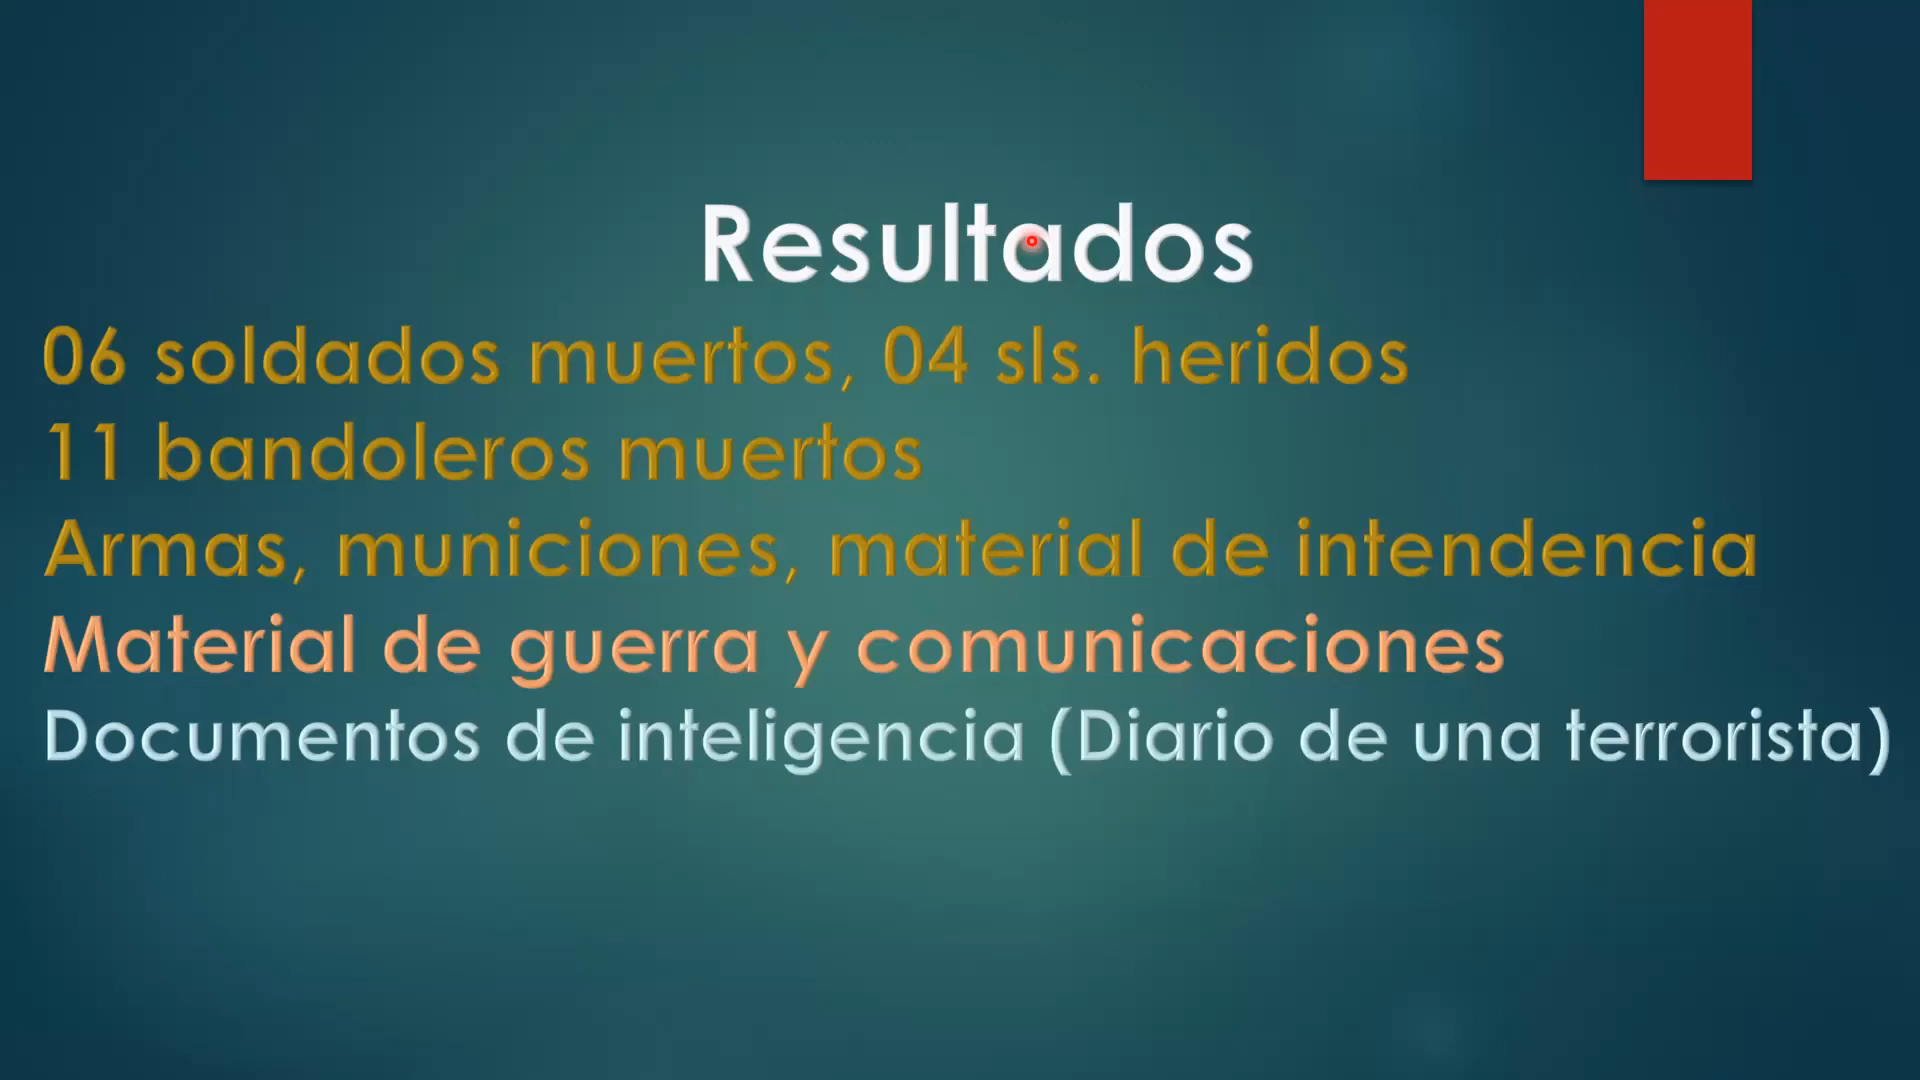 Resultados
06 soldados muertos, 04 sls. heridos
11 bandoleros muertos
Armas, municiones, material de intendencia
Material de guerra y comunicaciones
Documentos de inteligencia (Diario de una terrorista)